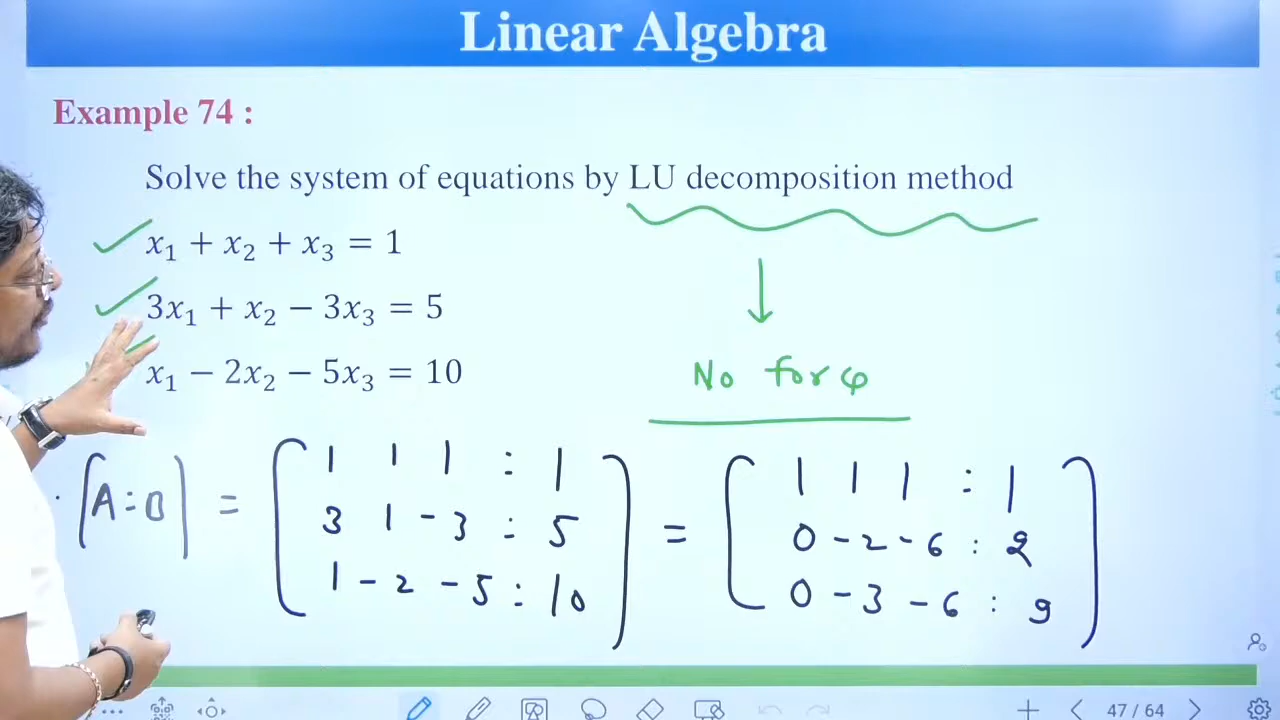 Linear Algebra
Example 74 :
Solve the system of equations by LU decomposition method
x₁ + x₂ + x₃ = 1
3x₁ + x₂ − 3x₃ = 5
x₁ − 2x₂ − 5x₃ = 10
No for
[A:B] = [ 1 1 1 : 1 = [ 1 1 1 : 1
3 1 -3 : 5 0 -2 -6 : 2
1 -2 -5 : 10 ] 0 -3 -6 : 9 ]
47 / 64